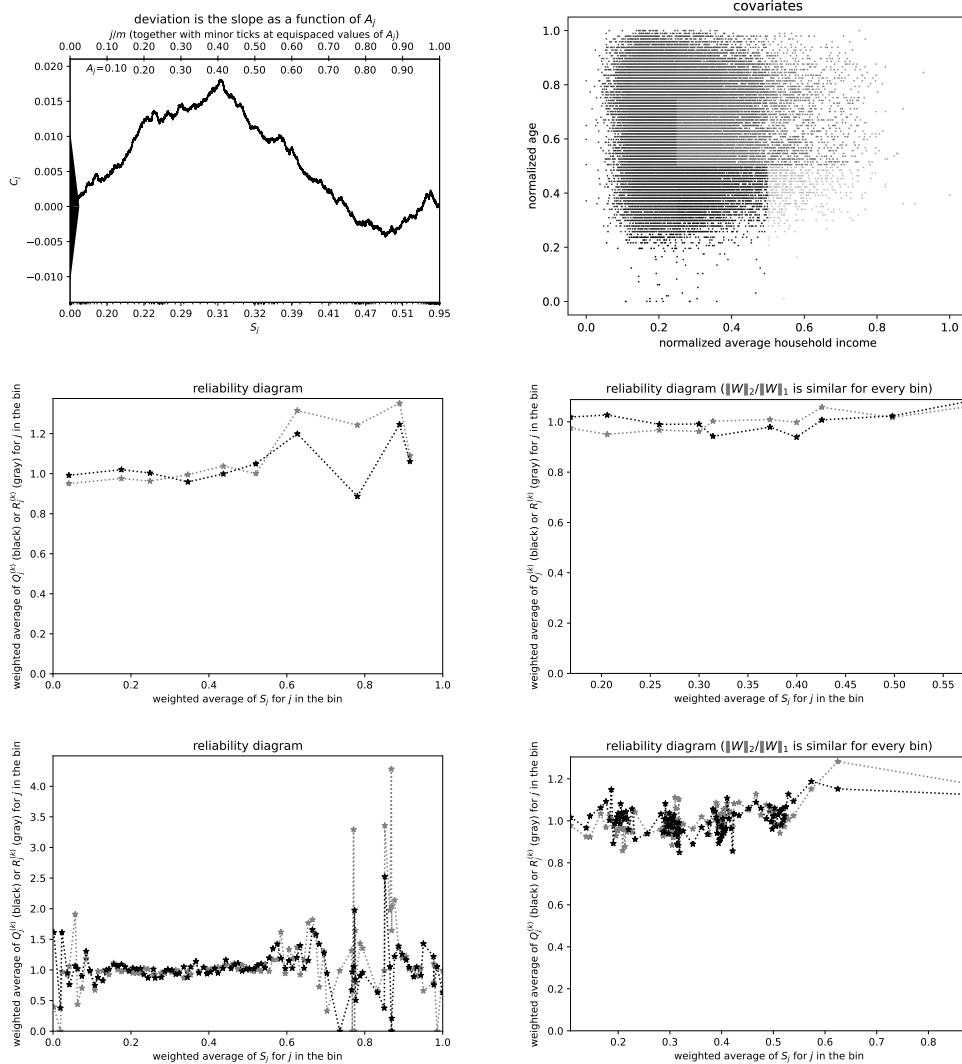 deviation is the slope as a function of A_j
j/m (together with minor ticks at equispaced values of A_j)
0.00 0.10 0.20 0.30 0.40 0.50 0.60 0.70 0.80 0.90 1.00
A_j=0.10 0.20 0.30 0.40 0.50 0.60 0.70 0.80 0.90
0.020
0.015
0.010
0.005
0.000
−0.005
−0.010
C_j
0.00 0.20 0.22 0.29 0.31 0.32 0.39 0.41 0.47 0.51 0.95
S_j
covariates
1.0
0.8
0.6
0.4
0.2
0.0
normalized age
0.0 0.2 0.4 0.6 0.8 1.0
normalized average household income
reliability diagram
1.2
1.0
0.8
0.6
0.4
0.2
0.0
weighted average of Q_j^(k) (black) or R_j^(k) (gray) for j in the bin
0.0 0.2 0.4 0.6 0.8 1.0
weighted average of S_j for j in the bin
reliability diagram (‖W‖₂/‖W‖₁ is similar for every bin)
1.0
0.8
0.6
0.4
0.2
0.0
weighted average of Q_j^(k) (black) or R_j^(k) (gray) for j in the bin
0.20 0.25 0.30 0.35 0.40 0.45 0.50 0.55
weighted average of S_j for j in the bin
reliability diagram
4.0
3.5
3.0
2.5
2.0
1.5
1.0
0.5
0.0
weighted average of Q_j^(k) (black) or R_j^(k) (gray) for j in the bin
0.0 0.2 0.4 0.6 0.8 1.0
weighted average of S_j for j in the bin
reliability diagram (‖W‖₂/‖W‖₁ is similar for every bin)
1.2
1.0
0.8
0.6
0.4
0.2
0.0
weighted average of Q_j^(k) (black) or R_j^(k) (gray) for j in the bin
0.2 0.3 0.4 0.5 0.6 0.7 0.8
weighted average of S_j for j in the bin